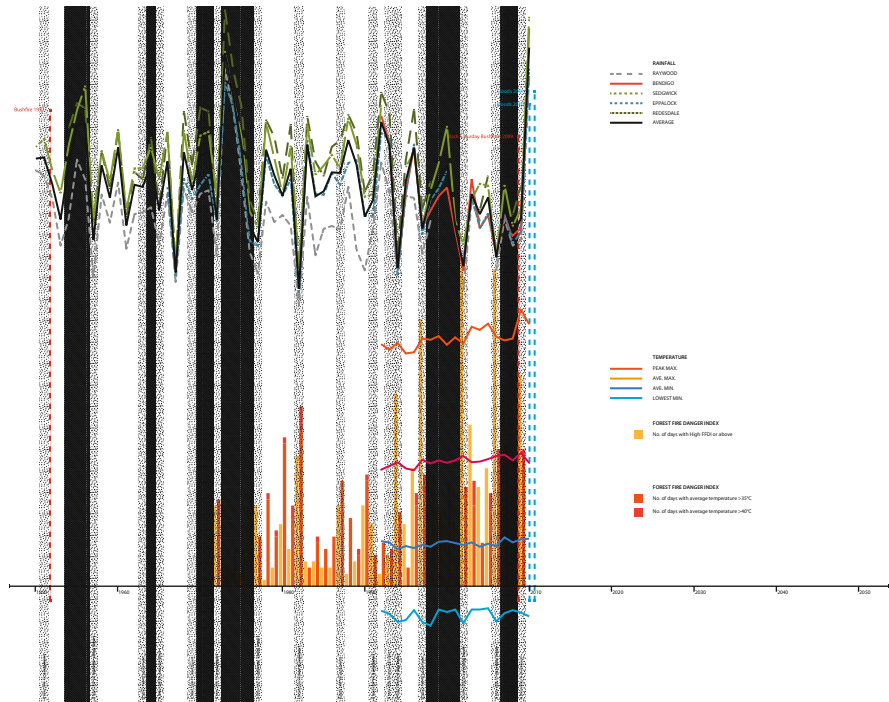 RAINFALL
RAYWOOD
BENDIGO
SEDGWICK
EPPALOCK
REDESDALE
AVERAGE
Bushfire
TEMPERATURE
PEAK MAX.
AVE. MAX.
AVE. MIN.
LOWEST MIN.
FOREST FIRE DANGER INDEX
No. of days with High FFDI or above
FOREST FIRE DANGER INDEX
No. of days with average temperature >35°C
No. of days with average temperature >40°C
1960 1980 2010 2020 2030 2040 2050